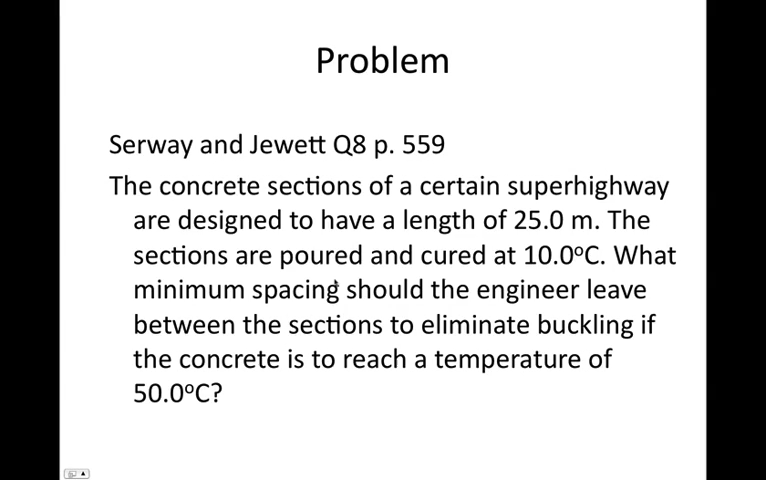 Problem
Serway and Jewett Q8 p. 559
The concrete sections of a certain superhighway
are designed to have a length of 25.0 m. The
sections are poured and cured at 10.0ºC. What
minimum spacing should the engineer leave
between the sections to eliminate buckling if
the concrete is to reach a temperature of
50.0ºC?